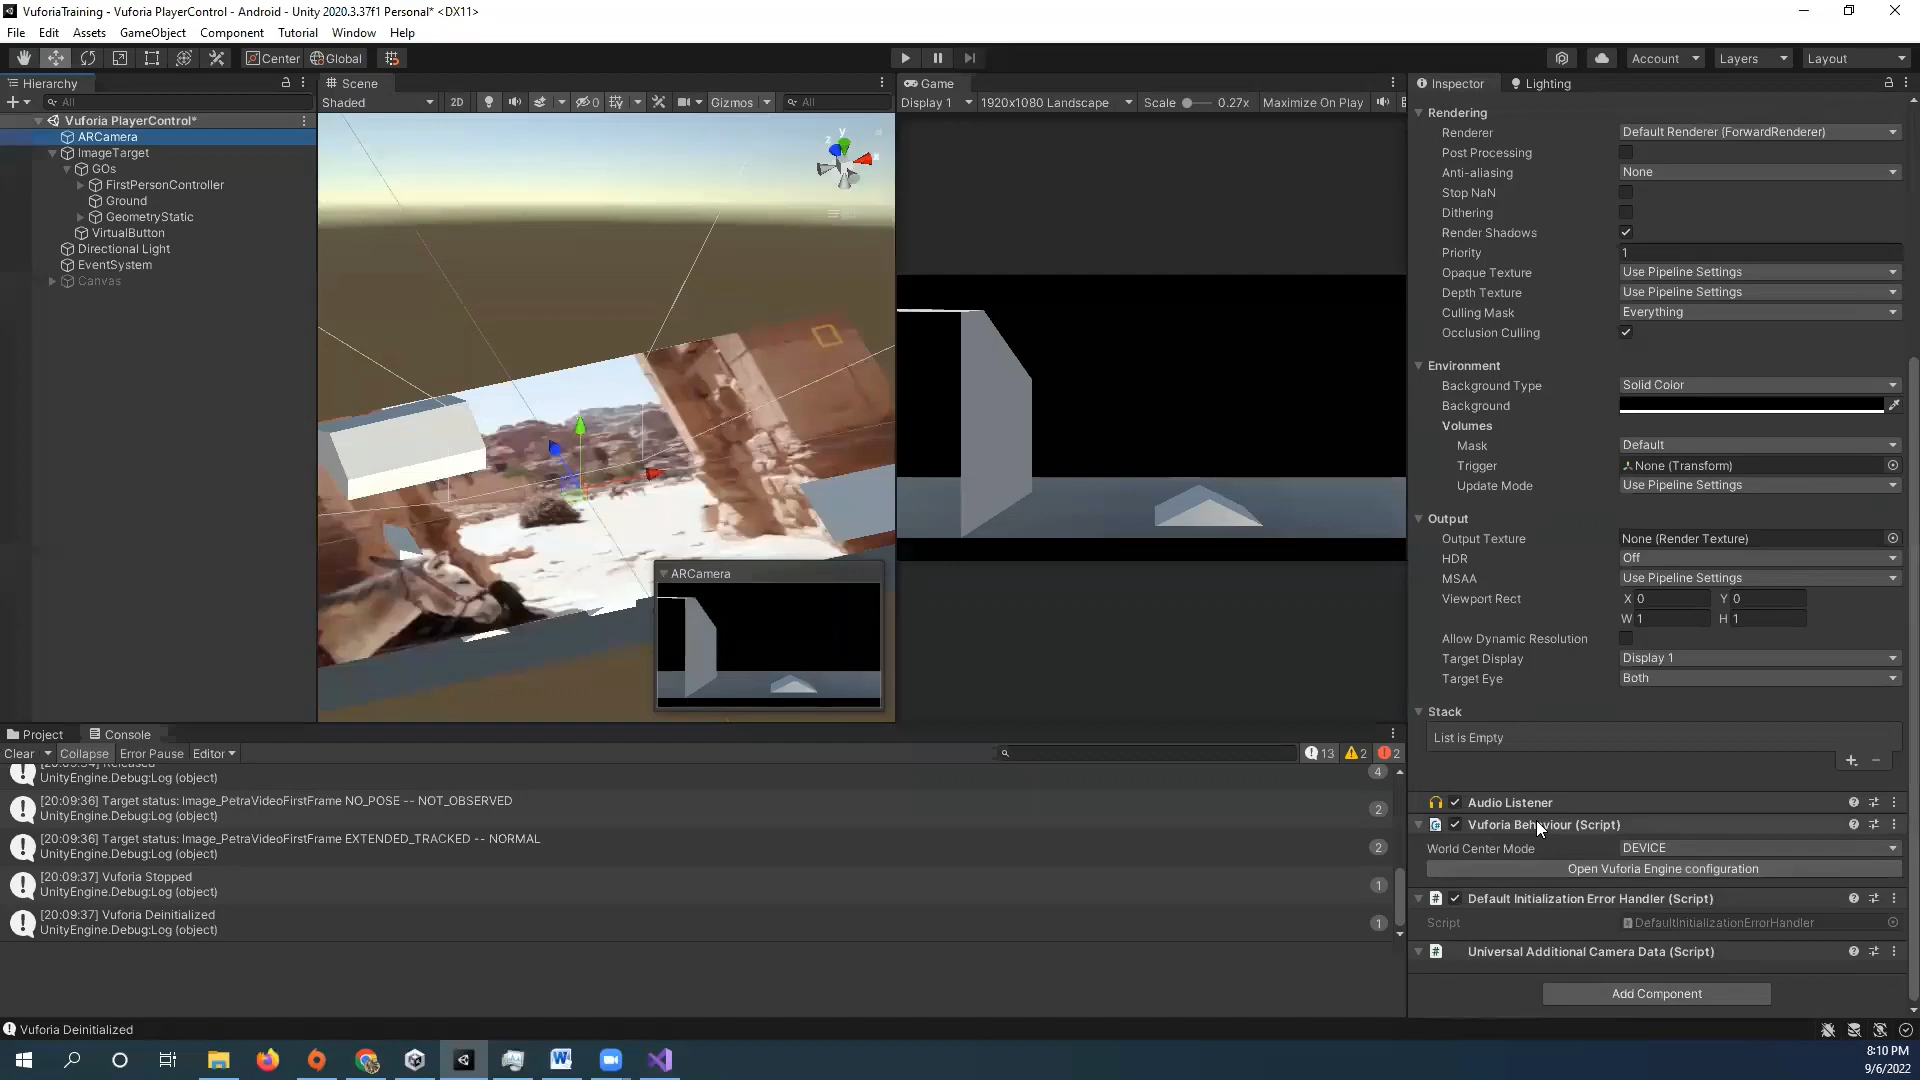 VuforiaTraining - Vuforia PlayerControl - Android - Unity 2020.3.37f1 Personal* <DX11>
File Edit Assets GameObject Component Tutorial Window Help
Center Global Account Layers Layout
Hierarchy
All
Vuforia PlayerControl*
ARCamera
ImageTarget
GOs
FirstPersonController
Ground
GeometryStatic
VirtualButton
Directional Light
EventSystem
Canvas
Scene
Shaded 2D 0 Gizmos All
y
x
z
ARCamera
Game
Display 1 1920x1080 Landscape Scale 0.27x Maximize On Play
Inspector Lighting
Rendering
Renderer Default Renderer (ForwardRenderer)
Post Processing
Anti-aliasing None
Stop NaN
Dithering
Render Shadows
Priority 1
Opaque Texture Use Pipeline Settings
Depth Texture Use Pipeline Settings
Culling Mask Everything
Occlusion Culling
Environment
Background Type Solid Color
Background
Volumes
Mask Default
Trigger None (Transform)
Update Mode Use Pipeline Settings
Output
Output Texture None (Render Texture)
HDR Off
MSAA Use Pipeline Settings
Viewport Rect X 0 Y 0
W 1 H 1
Allow Dynamic Resolution
Target Display Display 1
Target Eye Both
Stack
List is Empty
Audio Listener
Vuforia Behaviour (Script)
World Center Mode DEVICE
Open Vuforia Engine configuration
Default Initialization Error Handler (Script)
Script DefaultInitializationErrorHandler
Universal Additional Camera Data (Script)
Add Component
Project Console
Clear Collapse Error Pause Editor 13 2 2
[20:09:34] Released
UnityEngine.Debug:Log (object) 4
[20:09:36] Target status: Image_PetraVideoFirstFrame NO_POSE -- NOT_OBSERVED
UnityEngine.Debug:Log (object) 2
[20:09:36] Target status: Image_PetraVideoFirstFrame EXTENDED_TRACKED -- NORMAL
UnityEngine.Debug:Log (object) 2
[20:09:37] Vuforia Stopped
UnityEngine.Debug:Log (object) 1
[20:09:37] Vuforia Deinitialized
UnityEngine.Debug:Log (object) 1
Vuforia Deinitialized
8:10 PM
9/6/2022